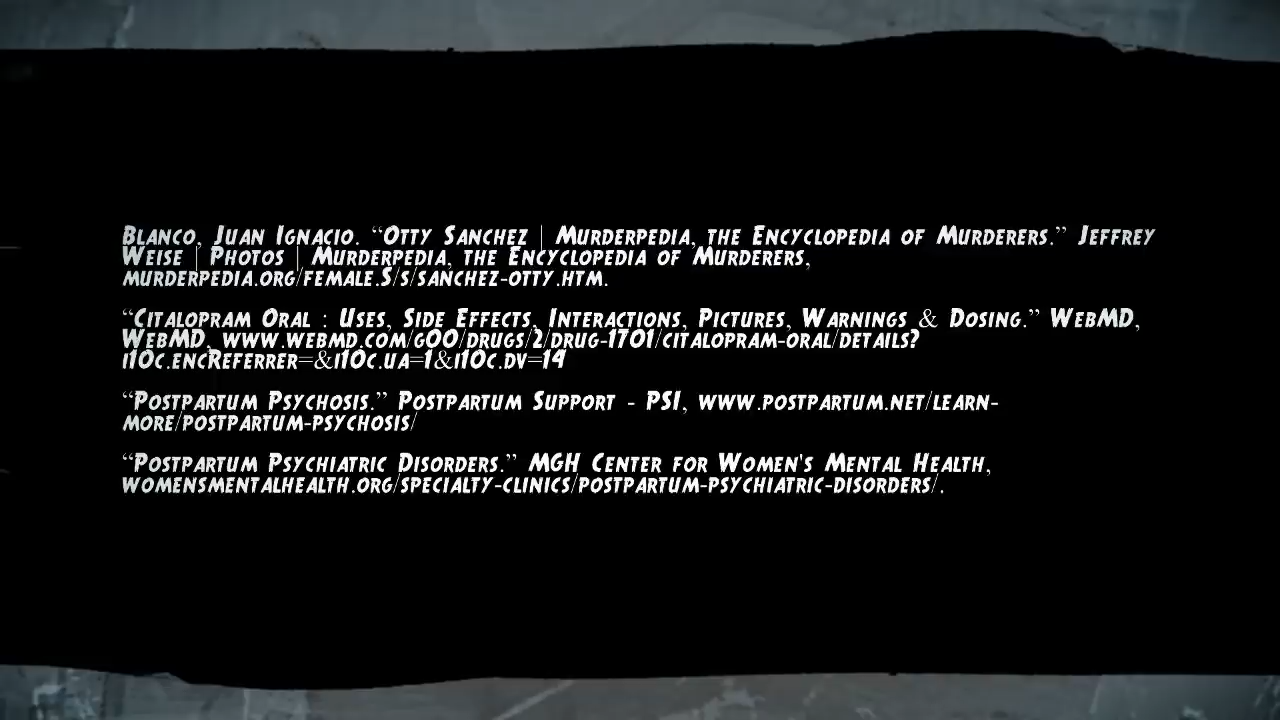 Blanco, Juan Ignacio. “Otty Sanchez | Murderpedia, the Encyclopedia of Murderers.” Jeffrey
Weise | Photos | Murderpedia, the Encyclopedia of Murderers,
murderpedia.org/female.S/s/sanchez-otty.htm.
“Citalopram Oral : Uses, Side Effects, Interactions, Pictures, Warnings & Dosing.” WebMD,
WebMD, www.webmd.com/g00/drugs/2/drug-1701/citalopram-oral/details?
i10c.encReferrer=&i10c.ua=1&i10c.dv=14
“Postpartum Psychosis.” Postpartum Support - PSI, www.postpartum.net/learn-
more/postpartum-psychosis/
“Postpartum Psychiatric Disorders.” MGH Center for Women's Mental Health,
womensmentalhealth.org/specialty-clinics/postpartum-psychiatric-disorders/.